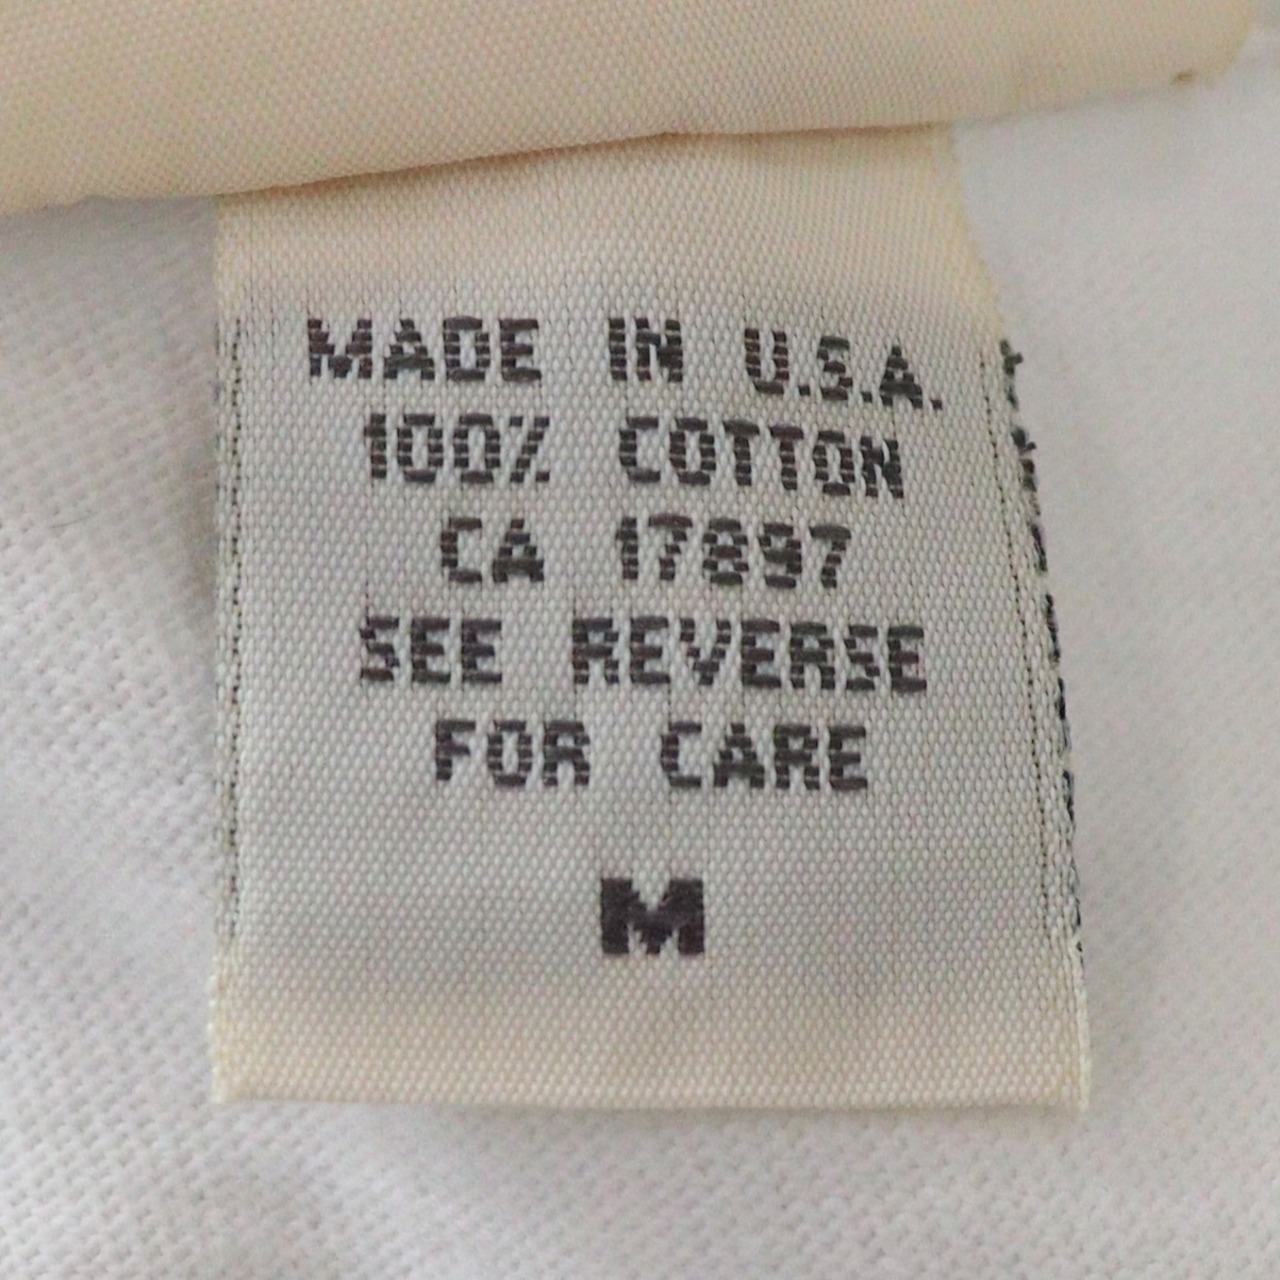 MADE IN U.S.A.
100% COTTON
CA 17897
SEE REVERSE
FOR CARE
M